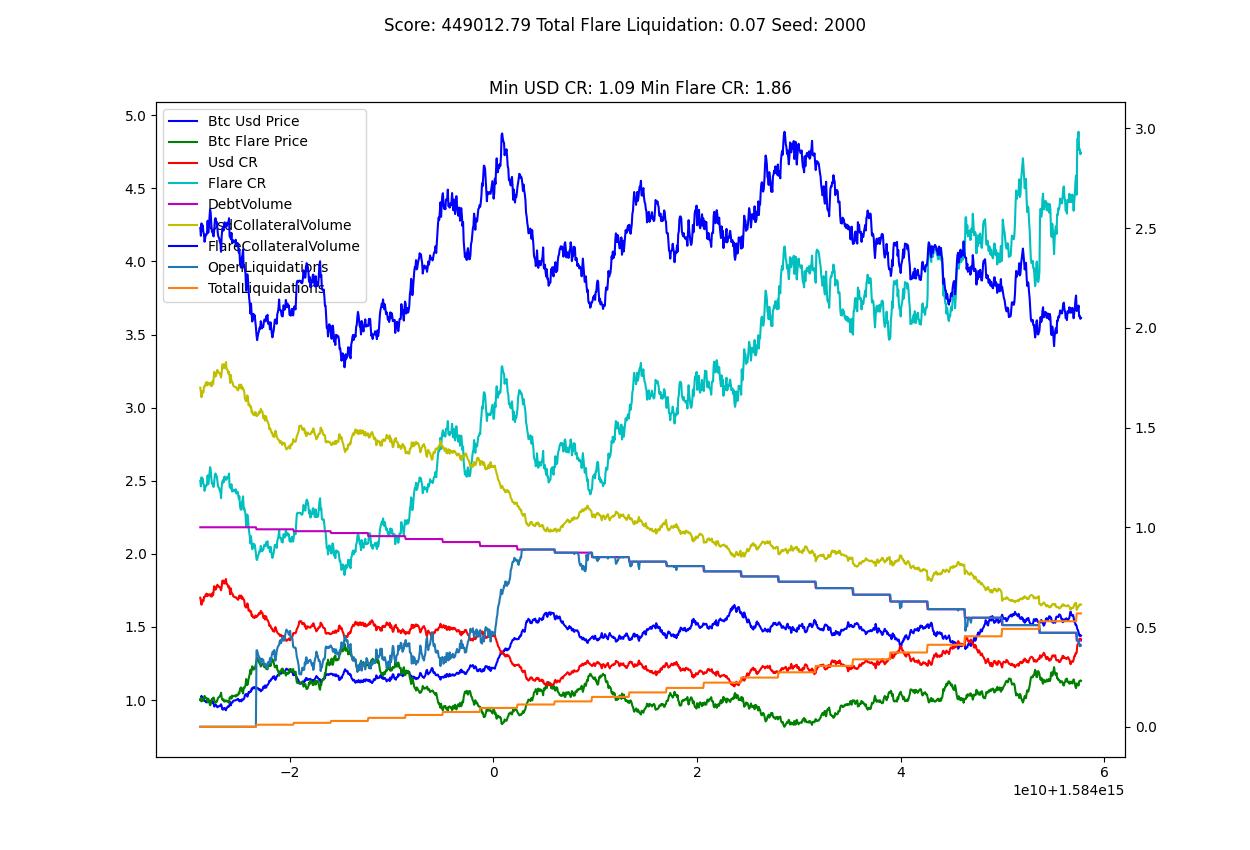 Score: 449012.79 Total Flare Liquidation: 0.07 Seed: 2000
Min USD CR: 1.09 Min Flare CR: 1.86
Btc Usd Price
Btc Flare Price
Usd CR
Flare CR
DebtVolume
UsdCollateralVolume
FlareCollateralVolume
OpenLiquidations
TotalLiquidations
5.0
4.5
4.0
3.5
3.0
2.5
2.0
1.5
1.0
3.0
2.5
2.0
1.5
1.0
0.5
0.0
−2
0
2
4
6
1e10+1.584e15